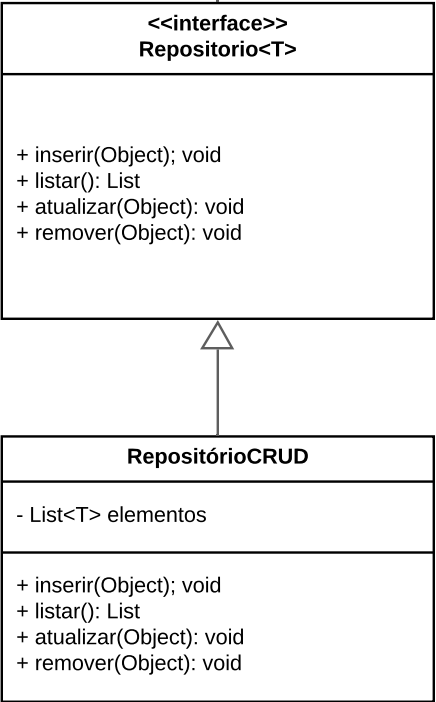 <<interface>>
Repositorio<T>
+ inserir(Object); void
+ listar(): List
+ atualizar(Object): void
+ remover(Object): void
RepositórioCRUD
- List<T> elementos
+ inserir(Object); void
+ listar(): List
+ atualizar(Object): void
+ remover(Object): void